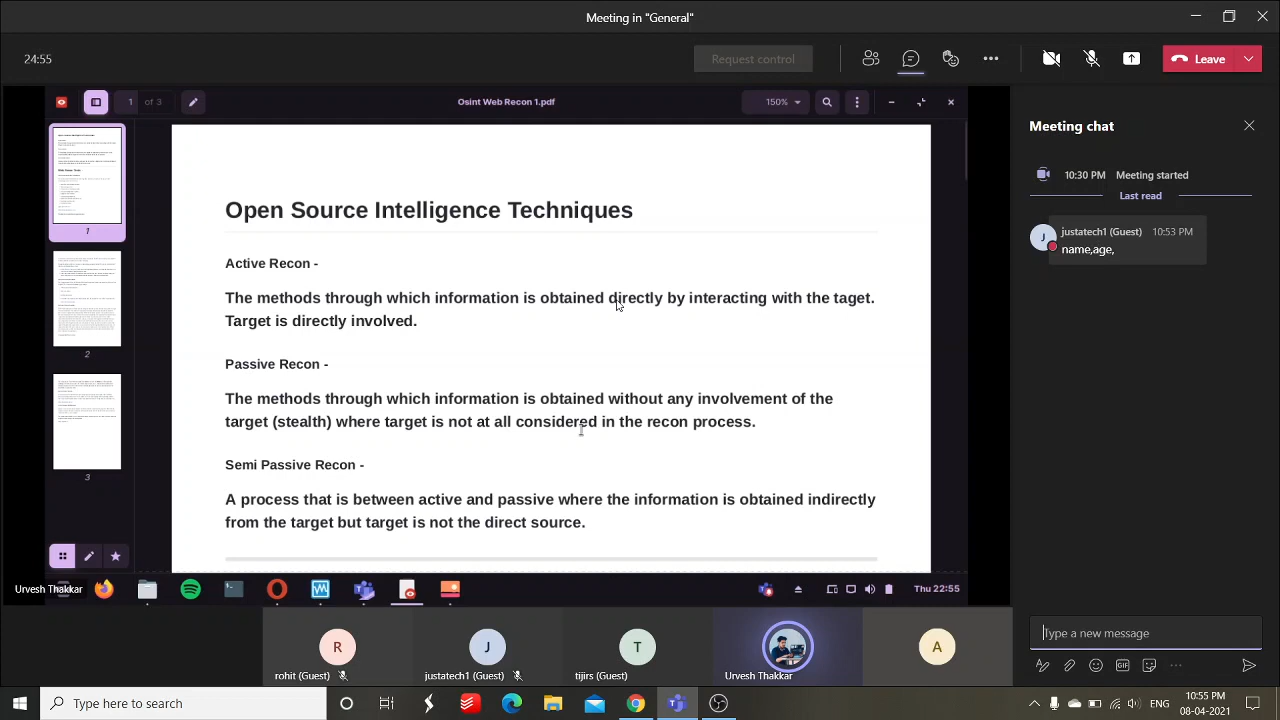 Meeting in "General"
24:55
Request control
Leave
1 of 3
Osint Web Recon 1.pdf
150%
Open Source Intelligence Techniques
Active Recon -
The methods through which information is obtained directly by interacting with the taget.
Target is directly involved.
Passive Recon -
The methods through which information is obtained without any involvement of the
target (stealth) where target is not at all considered in the recon process.
Semi Passive Recon -
A process that is between active and passive where the information is obtained indirectly
from the target but target is not the direct source.
1
2
3
Urvesh Thakkar
Thu 22:55
Meeting chat
10:30 PM Meeting started
Last read
J
justatech1 (Guest) 10:53 PM
name,age,
Type a new message
GIF
R
rohit (Guest)
J
justatech1 (Guest)
T
tijirs (Guest)
Urvesh Thakkar
A
Type here to search
ENG
10:55 PM
08-04-2021